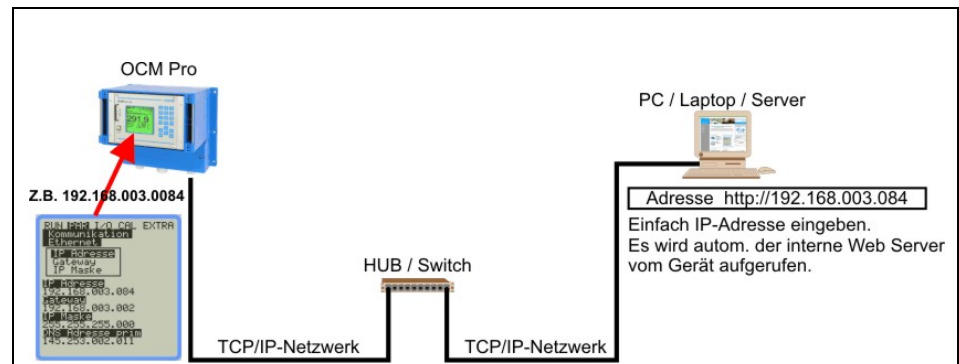 OCM Pro
291.9
PC / Laptop / Server
Z.B. 192.168.003.0084
Adresse http://192.168.003.084
Einfach IP-Adresse eingeben.
Es wird autom. der interne Web Server
vom Gerät aufgerufen.
RUN PAR I/O CAL EXTRA
Kommunikation
Ethernet
IP Adresse
Gateway
IP Maske
IP Adresse
192.168.003.084
Gateway
192.168.003.002
IP Maske
255.255.255.000
DNS Adresse prim
145.253.002.011
HUB / Switch
TCP/IP-Netzwerk
TCP/IP-Netzwerk